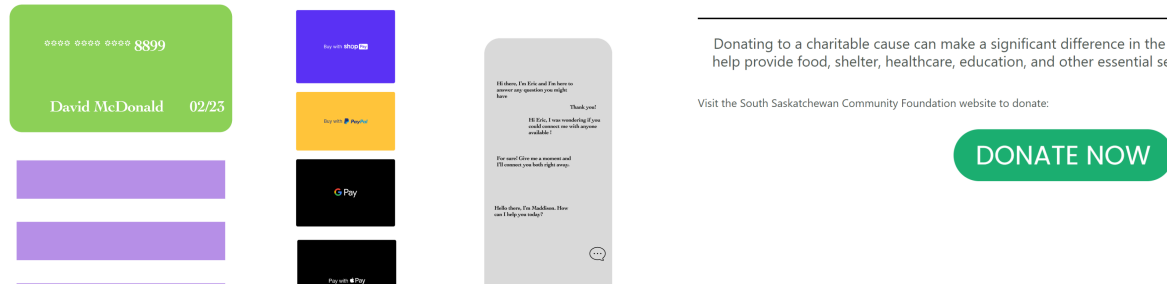 **** **** **** 8899
David McDonald 02/23
Buy with shop Pay
Buy with PayPal
G Pay
Pay with Pay
Hi there, I'm Eric and I'm here to
answer any question you might
have
Thank you!
Hi Eric, I was wondering if you
could connect me with anyone
available !
For sure! Give me a moment and
I'll connect you both right away.
Hello there, I'm Maddison. How
can I help you today?
Donating to a charitable cause can make a significant difference in the
help provide food, shelter, healthcare, education, and other essential
Visit the South Saskatchewan Community Foundation website to donate:
DONATE NOW